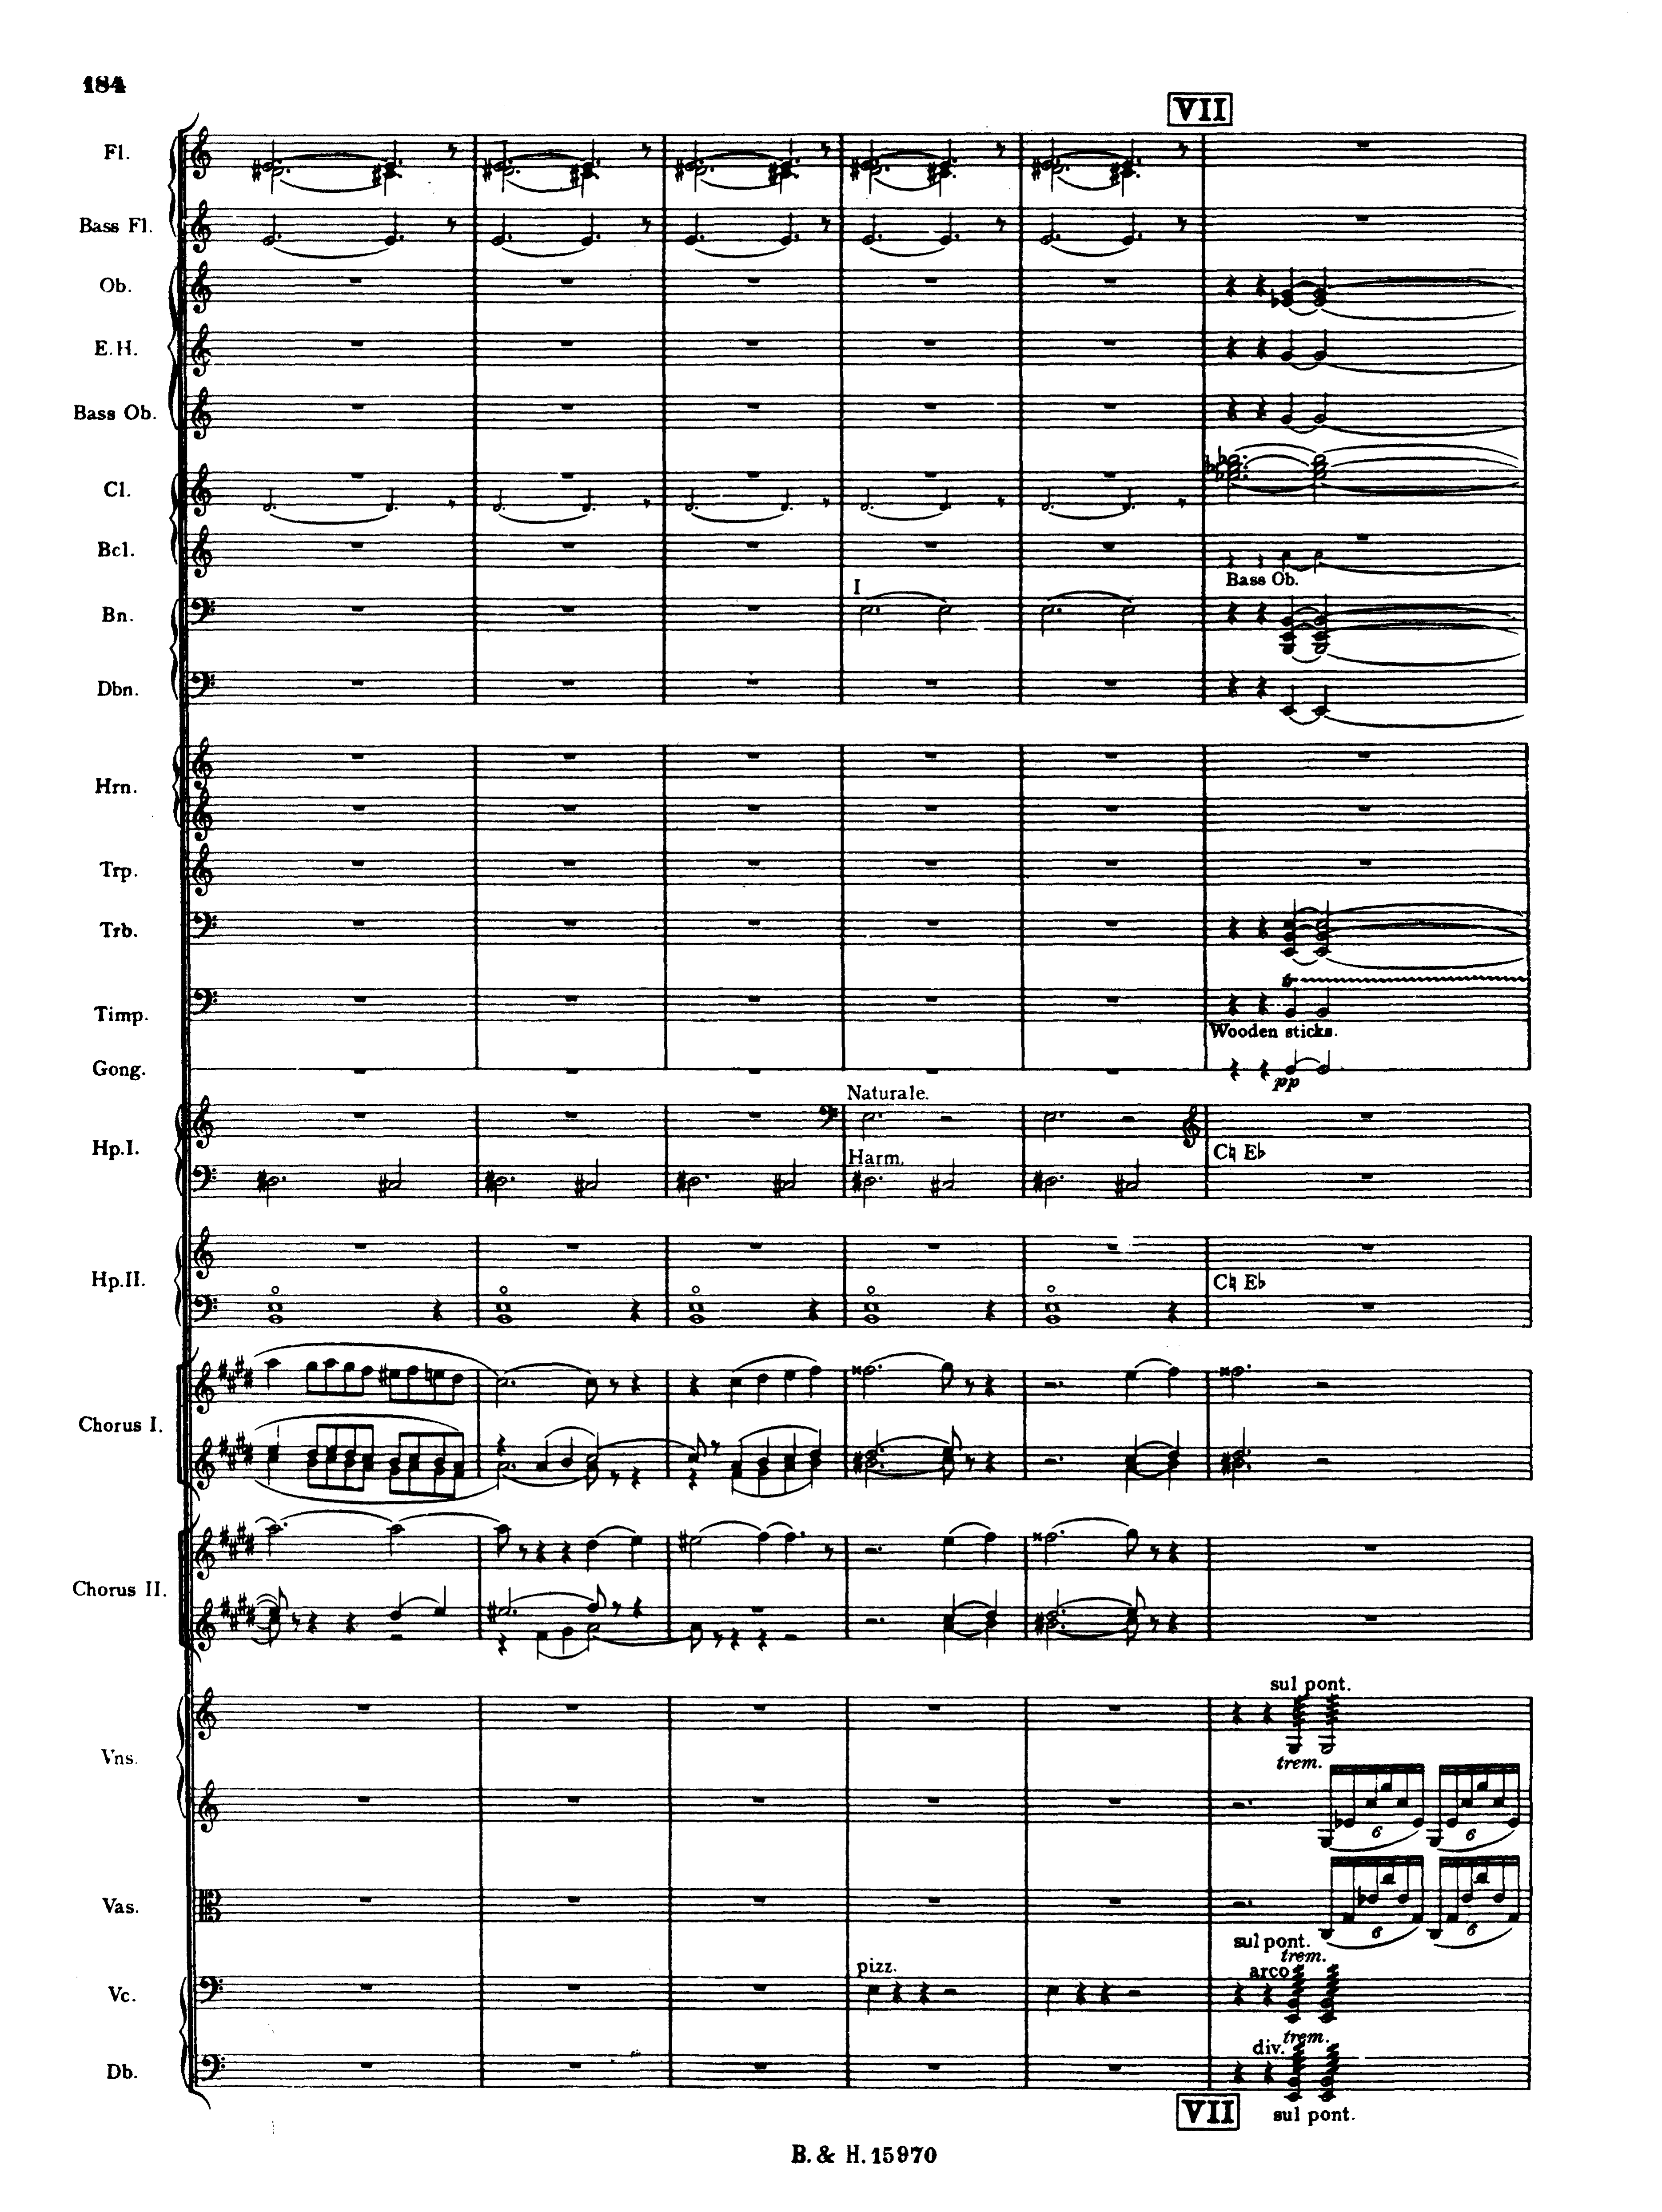 184
VII
Fl.
Bass Fl.
Ob.
E.H.
Bass Ob.
Cl.
Bcl.
Bass Ob.
I
Bn.
Dbn.
Hrn.
Trp.
Trb.
tr
Timp.
Wooden sticks.
Gong.
pp
Naturale.
Hp.I.
C♮ E♭
Harm.
Hp.II.
C♮ E♭
Chorus I.
Chorus II.
sul pont.
Vns.
trem.
6 6
Vas.
6 6
sul pont.
trem.
pizz.
arco
Vc.
trem.
div.
Db.
VII
sul pont.
B. & H. 15970